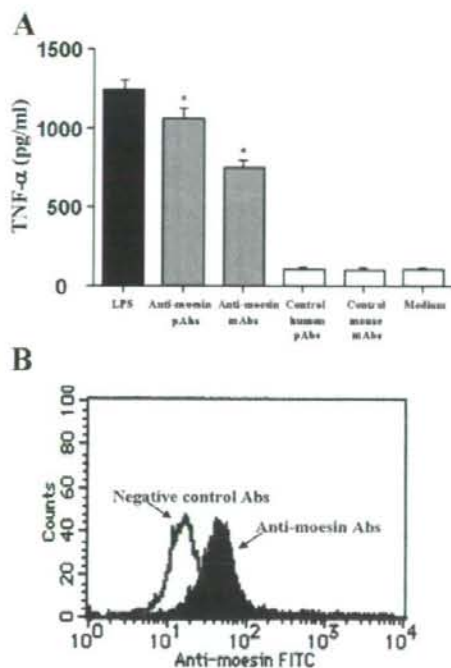 A
TNF-α (pg/ml)
1500
1000
500
0
*
*
LPS
Anti-moesin
pAbs
Anti-moesin
mAbs
Control
human
pAbs
Control
mouse
mAbs
Medium
B
Counts
100
80
60
40
20
0
Negative control Abs
Anti-moesin Abs
10⁰
10¹
10²
10³
10⁴
Anti-moesin FITC